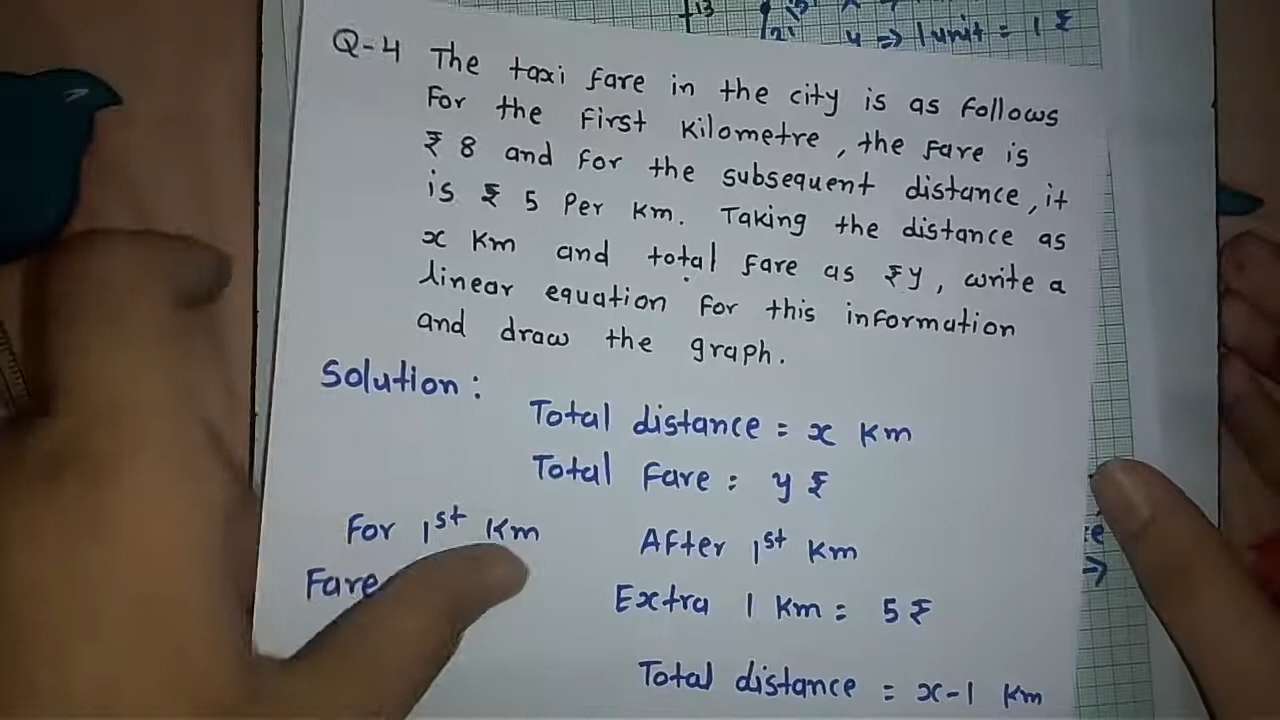 13
21
y ⇒ 1 unit = 1 ₹
Q-4 The taxi fare in the city is as follows
For the first Kilometre, the fare is
₹ 8 and for the subsequent distance, it
is ₹ 5 Per Km. Taking the distance as
x Km and total fare as ₹y, write a
linear equation for this information
and draw the graph.
Solution:
Total distance = x Km
Total Fare = y ₹
For 1st Km
After 1st Km
Fare
Extra 1 Km = 5 ₹
Total distance = x-1 Km